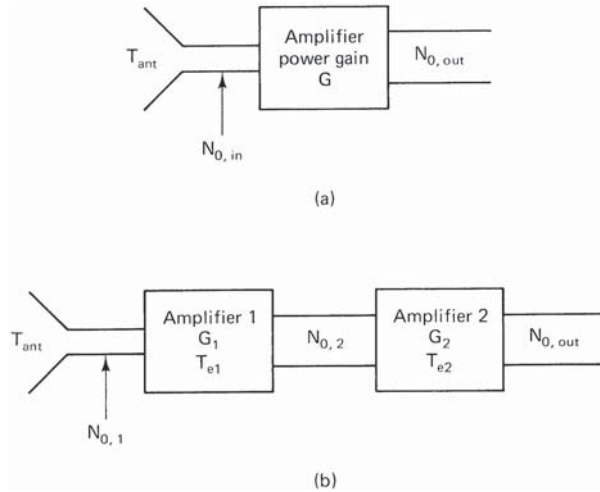 Amplifier
power gain
G
T_ant
N_0, out
N_0, in
(a)
Amplifier 1
G_1
T_e1
Amplifier 2
G_2
T_e2
T_ant
N_0, 2
N_0, out
N_0, 1
(b)